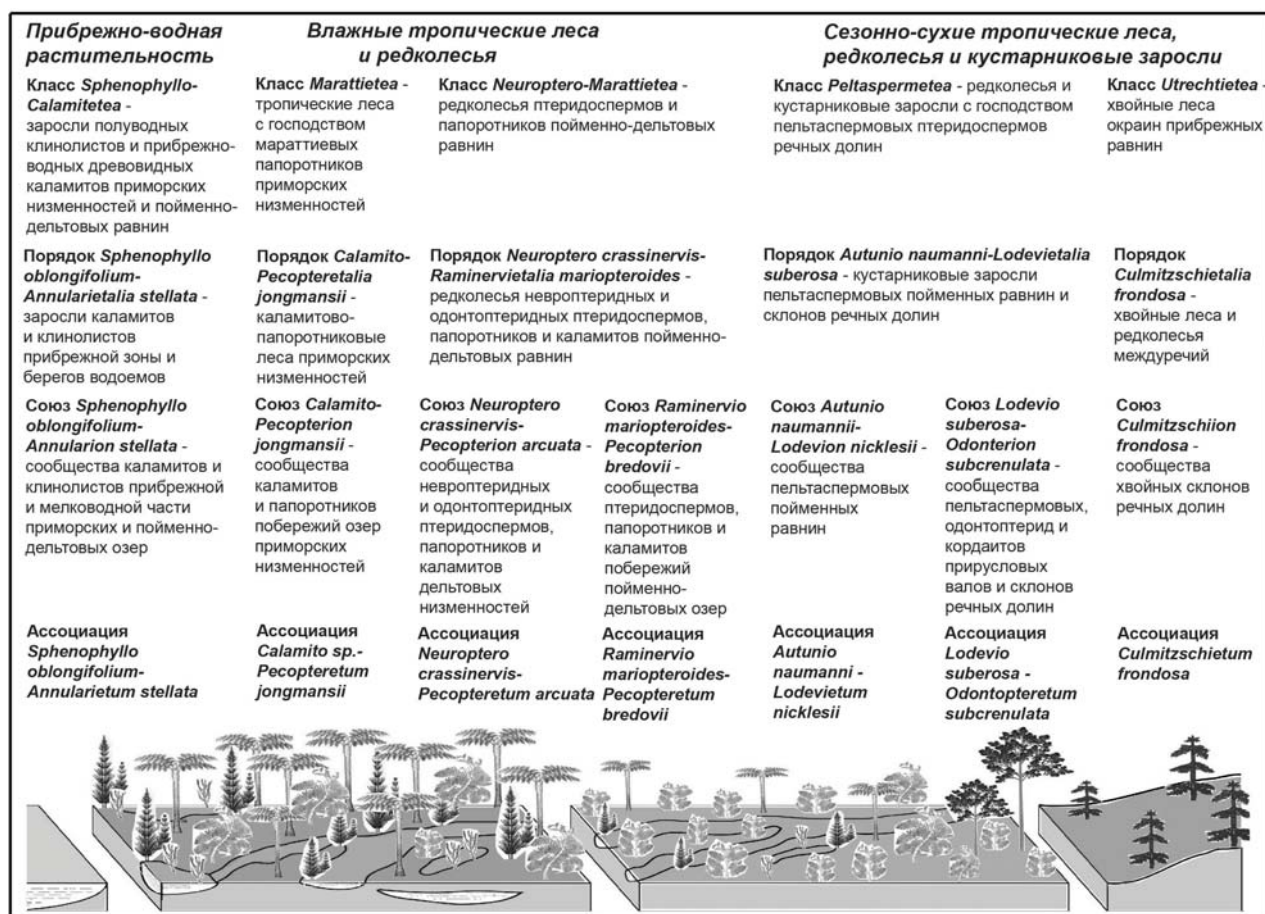 Прибрежно-водная
растительность
Влажные тропические леса
и редколесья
Сезонно-сухие тропические леса,
редколесья и кустарниковые заросли
Класс Sphenophyllo-
Calamitetea -
заросли полуводных
клинолистов и прибрежно-
водных древовидных
каламитов приморских
низменностей и пойменно-
дельтовых равнин
Класс Marattietea -
тропические леса
с господством
мараттиевых
папоротников
приморских
низменностей
Класс Neuroptero-Marattietea -
редколесья птеридоспермов и
папоротников пойменно-дельтовых
равнин
Класс Peltaspermetea - редколесья и
кустарниковые заросли с господством
пельтаспермовых птеридоспермов
речных долин
Класс Utrechtietea -
хвойные леса
окраин прибрежных
равнин
Порядок Sphenophyllo
oblongifolium-
Annularietalia stellata -
заросли каламитов
и клинолистов
прибрежной зоны и
берегов водоемов
Порядок Calamito-
Pecopteretalia
jongmansii -
каламитово-
папоротниковые
леса приморских
низменностей
Порядок Neuroptero crassinervis-
Raminervietalia mariopteroides -
редколесья невроптеридных и
одонтоптеридных птеридоспермов,
папоротников и каламитов пойменно-
дельтовых равнин
Порядок Autunio naumanni-Lodevietalia
suberosa - кустарниковые заросли
пельтаспермовых пойменных равнин и
склонов речных долин
Порядок
Culmitzschietalia
frondosa -
хвойные леса и
редколесья
междуречий
Союз Sphenophyllo
oblongifolium-
Annularion stellata -
сообщества каламитов и
клинолистов прибрежной
и мелководной части
приморских и пойменно-
дельтовых озер
Союз Calamito-
Pecopterion
jongmansii -
сообщества
каламитов
и папоротников
побережий озер
приморских
низменностей
Союз Neuroptero
crassinervis-
Pecopterion arcuata -
сообщества
невроптеридных
и одонтоптеридных
птеридоспермов,
папоротников и
каламитов
дельтовых
низменностей
Союз Raminervio
mariopteroides-
Pecopterion
bredovii -
сообщества
птеридоспермов,
папоротников и
каламитов
побережий
пойменно-
дельтовых озер
Союз Autunio
naumannii-
Lodevion nicklesii -
сообщества
пельтаспермовых
пойменных
равнин
Союз Lodevio
suberosa-
Odonterion
subcrenulata -
сообщества
пельтаспермовых,
одонтоптерид и
кордаитов
прирусловых
валов и склонов
речных долин
Союз
Culmitzschiion
frondosa -
сообщества
хвойных склонов
речных долин
Ассоциация
Sphenophyllo
oblongifolium-
Annularietum stellata
Ассоциация
Calamito sp.-
Pecopteretum
jongmansii
Ассоциация
Neuroptero
crassinervis-
Pecopteretum arcuata
Ассоциация
Raminervio
mariopteroides-
Pecopteretum
bredovii
Ассоциация
Autunio
naumanni -
Lodevietum
nicklesii
Ассоциация
Lodevio
suberosa -
Odontopteretum
subcrenulata
Ассоциация
Culmitzschietum
frondosa